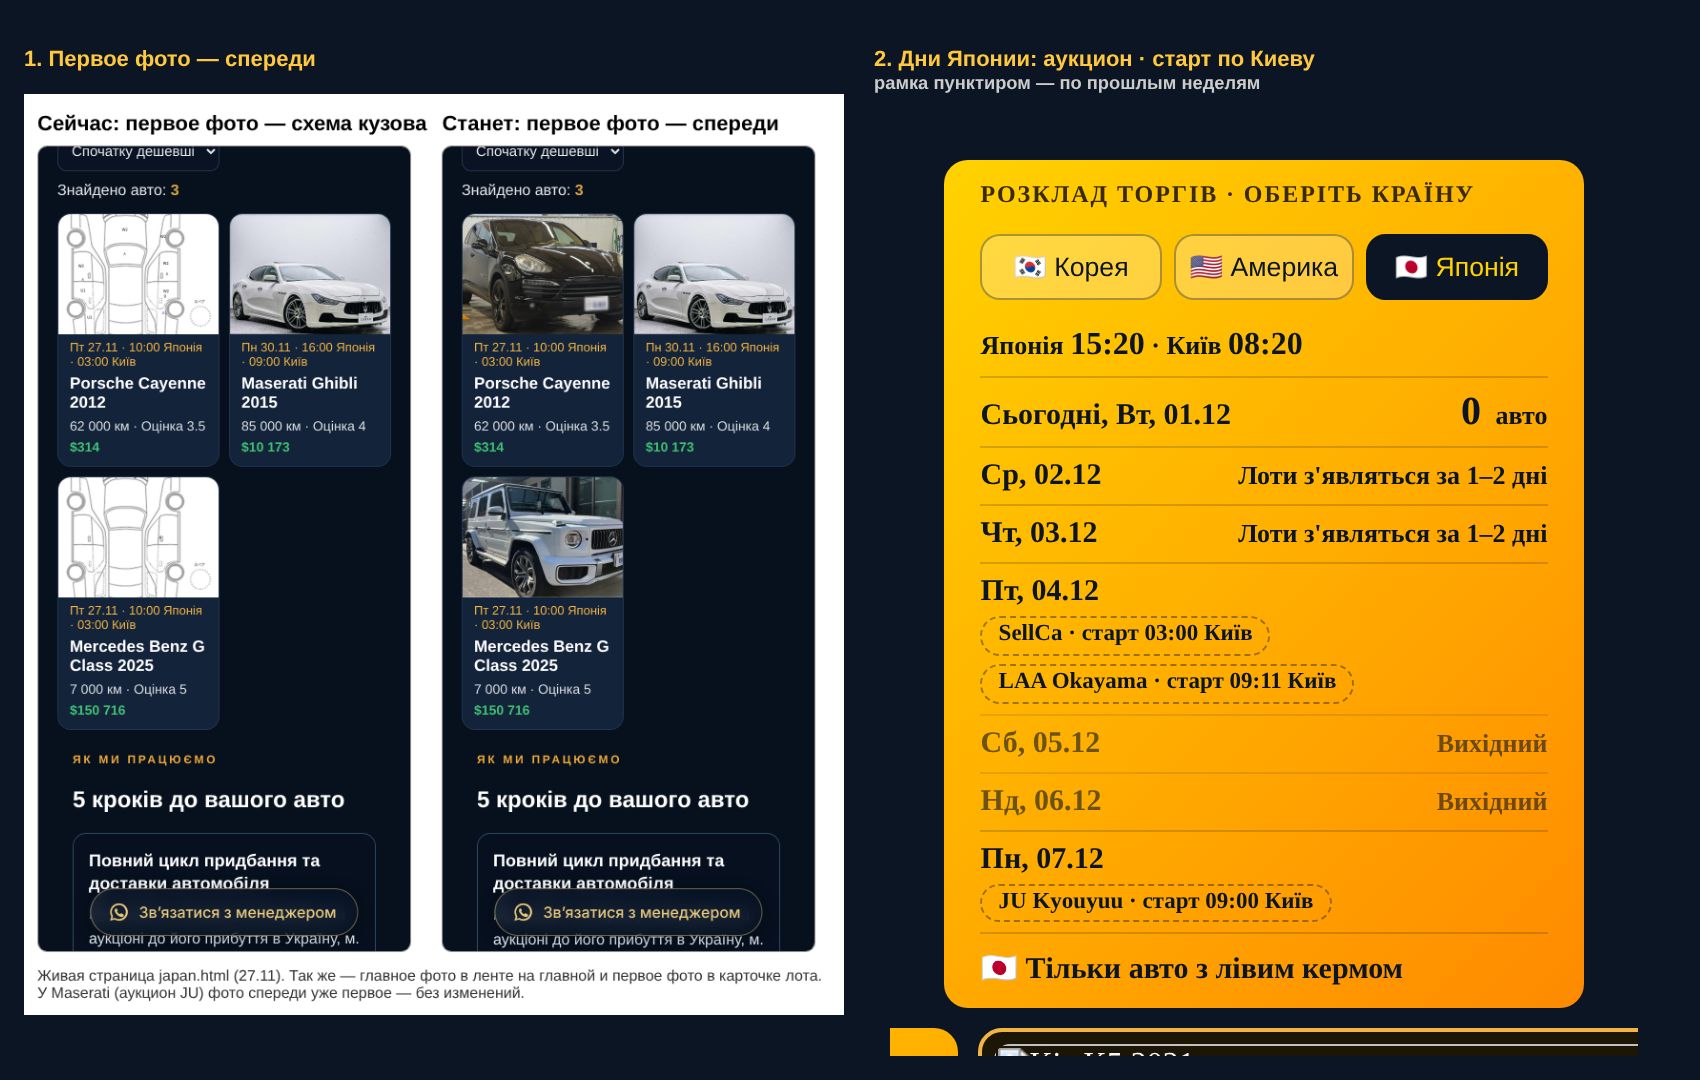 1. Первое фото — спереди
Сейчас: первое фото — схема кузова
Спочатку дешевші
Знайдено авто: 3
Пт 27.11 · 10:00 Японія
· 03:00 Київ
Porsche Cayenne
2012
62 000 км · Оцінка 3.5
$314
Пн 30.11 · 16:00 Японія
· 09:00 Київ
Maserati Ghibli
2015
85 000 км · Оцінка 4
$10 173
Пт 27.11 · 10:00 Японія
· 03:00 Київ
Mercedes Benz G
Class 2025
7 000 км · Оцінка 5
$150 716
ЯК МИ ПРАЦЮЄМО
5 кроків до вашого авто
Повний цикл придбання та
доставки автомобіля
Зв’язатися з менеджером
аукціоні до його прибуття в Україну, м.
Станет: первое фото — спереди
Спочатку дешевші
Знайдено авто: 3
Пт 27.11 · 10:00 Японія
· 03:00 Київ
Porsche Cayenne
2012
62 000 км · Оцінка 3.5
$314
Пн 30.11 · 16:00 Японія
· 09:00 Київ
Maserati Ghibli
2015
85 000 км · Оцінка 4
$10 173
Пт 27.11 · 10:00 Японія
· 03:00 Київ
Mercedes Benz G
Class 2025
7 000 км · Оцінка 5
$150 716
ЯК МИ ПРАЦЮЄМО
5 кроків до вашого авто
Повний цикл придбання та
доставки автомобіля
Зв’язатися з менеджером
аукціоні до його прибуття в Україну, м.
Живая страница japan.html (27.11). Так же — главное фото в ленте на главной и первое фото в карточке лота.
У Maserati (аукцион JU) фото спереди уже первое — без изменений.
2. Дни Японии: аукцион · старт по Киеву
рамка пунктиром — по прошлым неделям
РОЗКЛАД ТОРГІВ · ОБЕРІТЬ КРАЇНУ
🇰🇷 Корея
🇺🇸 Америка
🇯🇵 Японія
Японія 15:20 · Київ 08:20
Сьогодні, Вт, 01.12 0 авто
Ср, 02.12 Лоти з'являться за 1–2 дні
Чт, 03.12 Лоти з'являться за 1–2 дні
Пт, 04.12
SellCa · старт 03:00 Київ
LAA Okayama · старт 09:11 Київ
Сб, 05.12 Вихідний
Нд, 06.12 Вихідний
Пн, 07.12
JU Kyouyuu · старт 09:00 Київ
🇯🇵 Тільки авто з лівим кермом